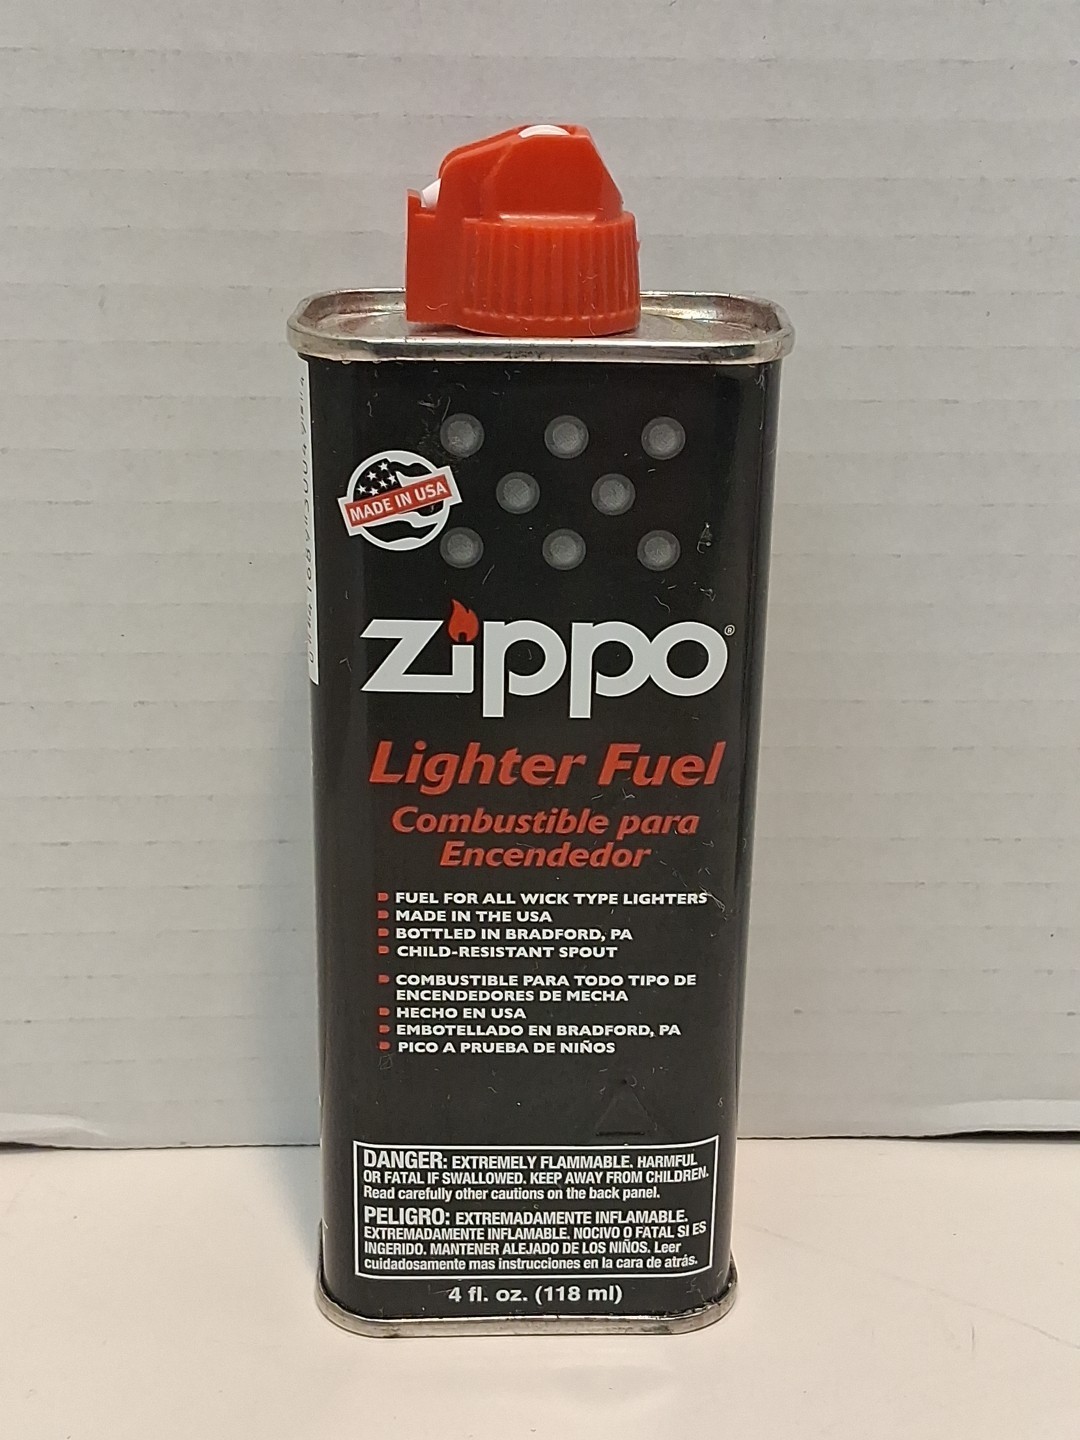 MADE IN USA
Zippo®
Lighter Fuel
Combustible para
Encendedor
FUEL FOR ALL WICK TYPE LIGHTERS
MADE IN THE USA
BOTTLED IN BRADFORD, PA
CHILD-RESISTANT SPOUT
COMBUSTIBLE PARA TODO TIPO DE
ENCENDEDORES DE MECHA
HECHO EN USA
EMBOTELLADO EN BRADFORD, PA
PICO A PRUEBA DE NIÑOS
DANGER: EXTREMELY FLAMMABLE. HARMFUL
OR FATAL IF SWALLOWED. KEEP AWAY FROM CHILDREN.
Read carefully other cautions on the back panel.
PELIGRO: EXTREMADAMENTE INFLAMABLE.
EXTREMADAMENTE INFLAMABLE. NOCIVO O FATAL SI ES
INGERIDO. MANTENER ALEJADO DE LOS NIÑOS. Leer
cuidadosamente mas instrucciones en la cara de atrás.
4 fl. oz. (118 ml)